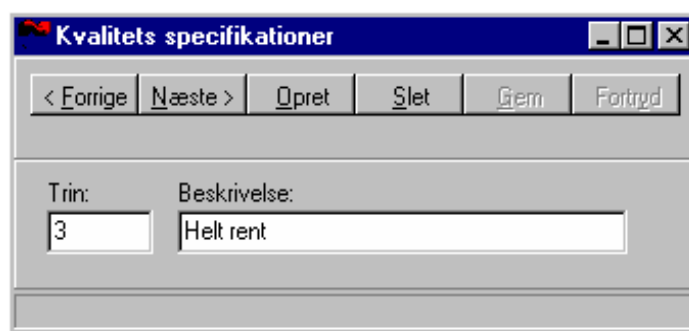 Kvalitets specifikationer
< Forrige Næste > Opret Slet Gem Fortryd
Trin: Beskrivelse:
3 Helt rent